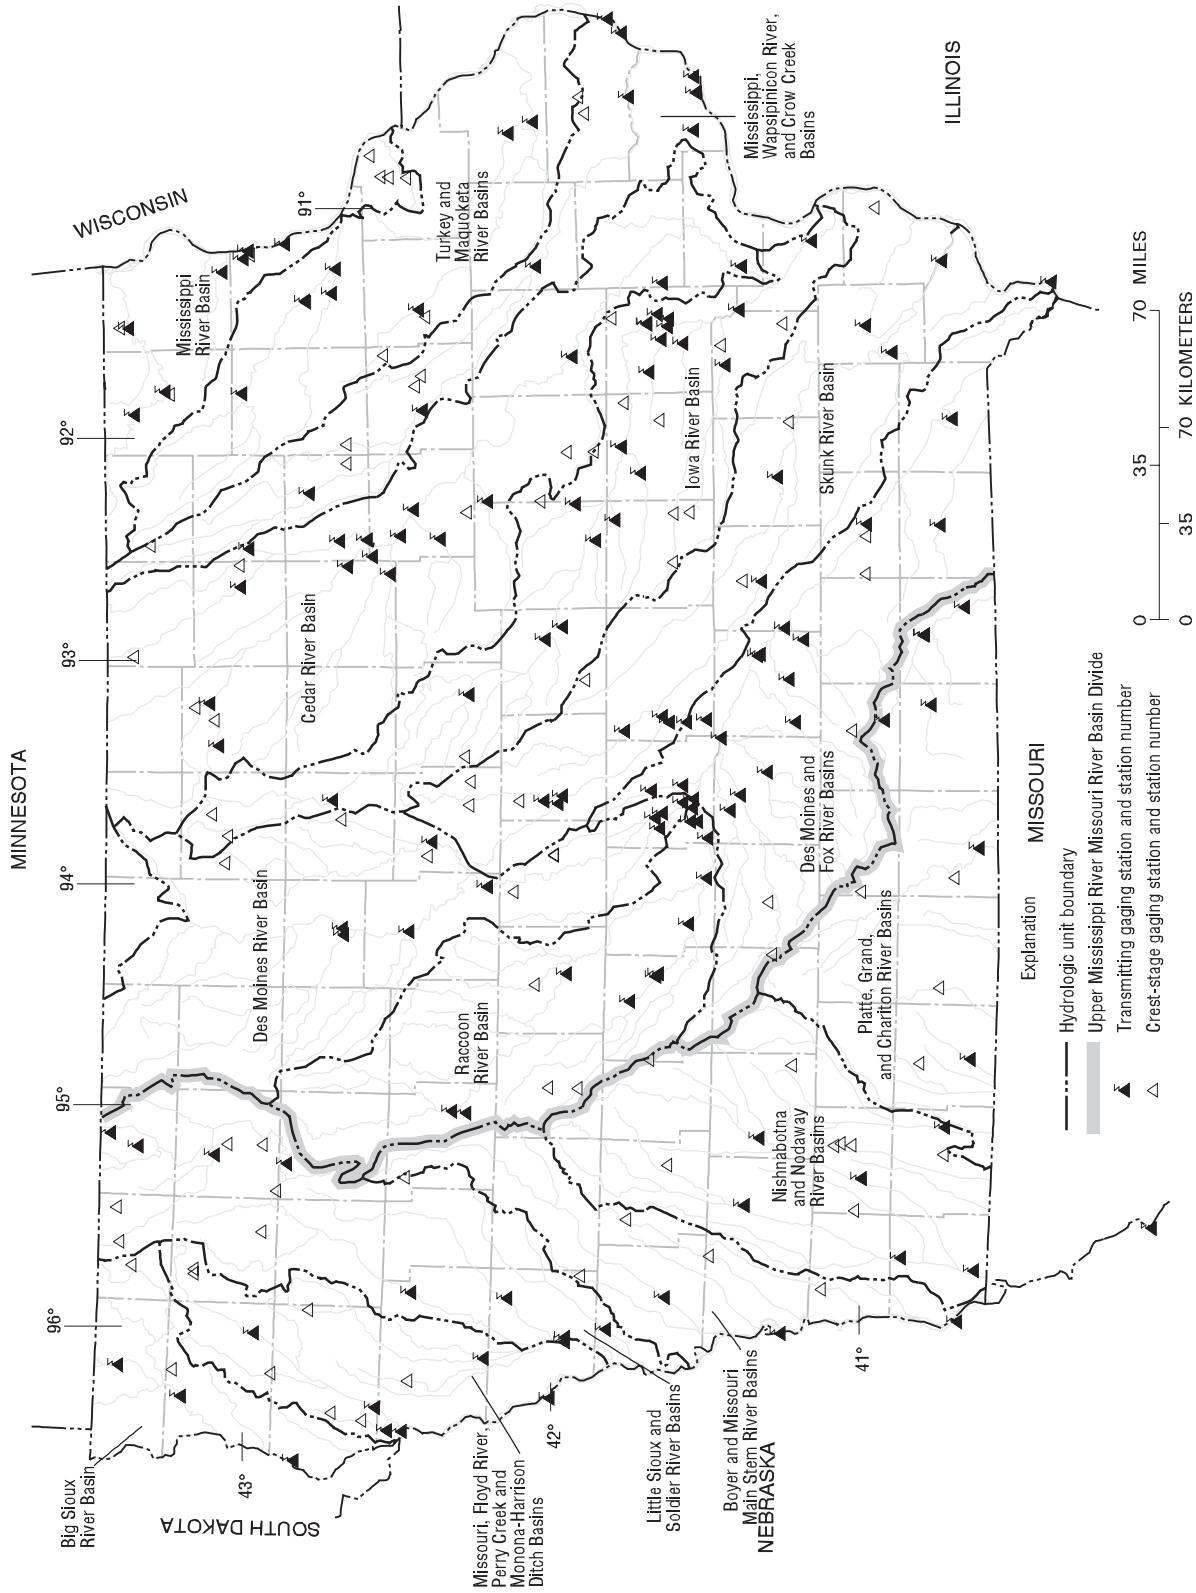 MINNESOTA
WISCONSIN
ILLINOIS
MISSOURI
NEBRASKA
SOUTH DAKOTA
96°
95°
94°
93°
92°
91°
43°
42°
41°
Big Sioux
River Basin
Missouri, Floyd River,
Perry Creek and
Monona-Harrison
Ditch Basins
Little Sioux and
Soldier River Basins
Boyer and Missouri
Main Stem River Basins
Nishnabotna
and Nodaway
River Basins
Platte, Grand,
and Chariton River Basins
Raccoon
River Basin
Des Moines River Basin
Des Moines and
Fox River Basins
Cedar River Basin
Iowa River Basin
Skunk River Basin
Mississippi
River Basin
Turkey and
Maquoketa
River Basins
Mississippi,
Wapsipinicon River,
and Crow Creek
Basins
Explanation
Hydrologic unit boundary
Upper Mississippi River Missouri River Basin Divide
Transmitting gaging station and station number
Crest-stage gaging station and station number
0 35 70 MILES
0 35 70 KILOMETERS